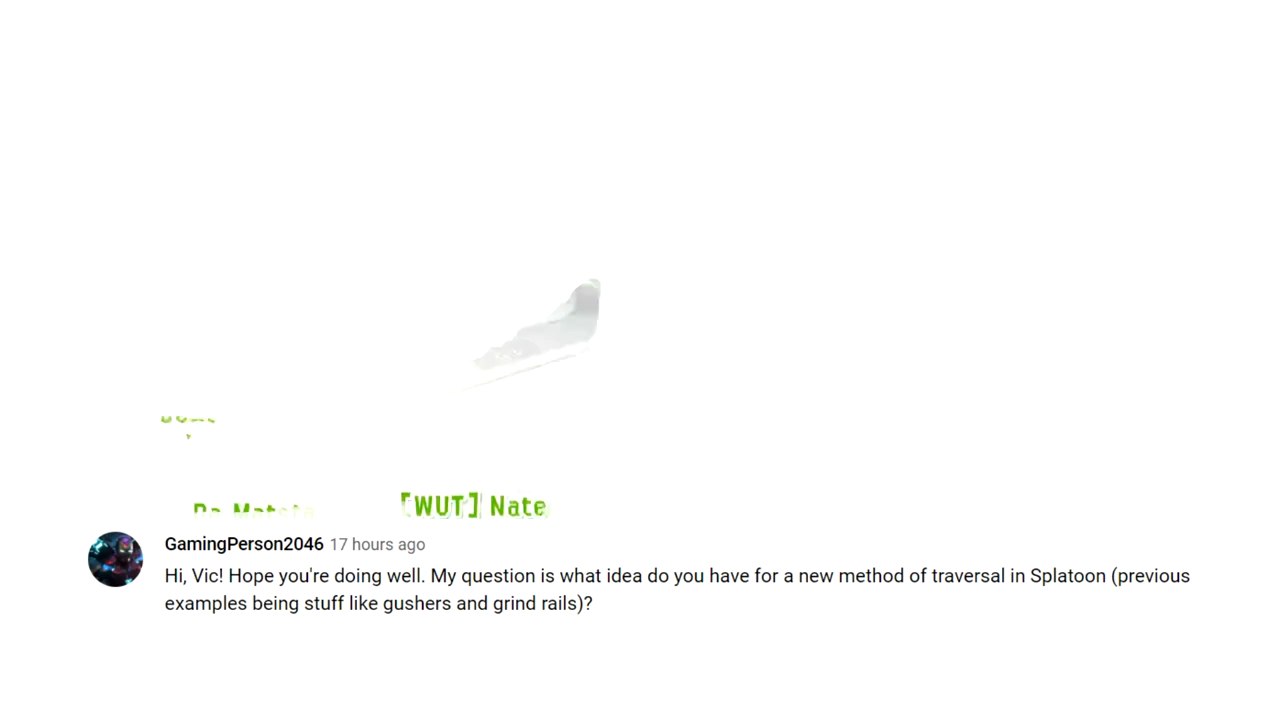 [WUT] Nate
GamingPerson2046 17 hours ago
Hi, Vic! Hope you're doing well. My question is what idea do you have for a new method of traversal in Splatoon (previous
examples being stuff like gushers and grind rails)?